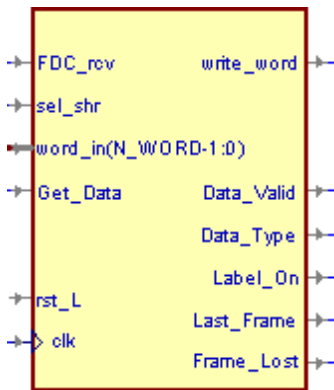 FDC_rcv write_word
sel_shr
word_in(N_WORD-1:0)
Get_Data Data_Valid
Data_Type
Label_On
rst_L
Last_Frame
clk
Frame_Lost